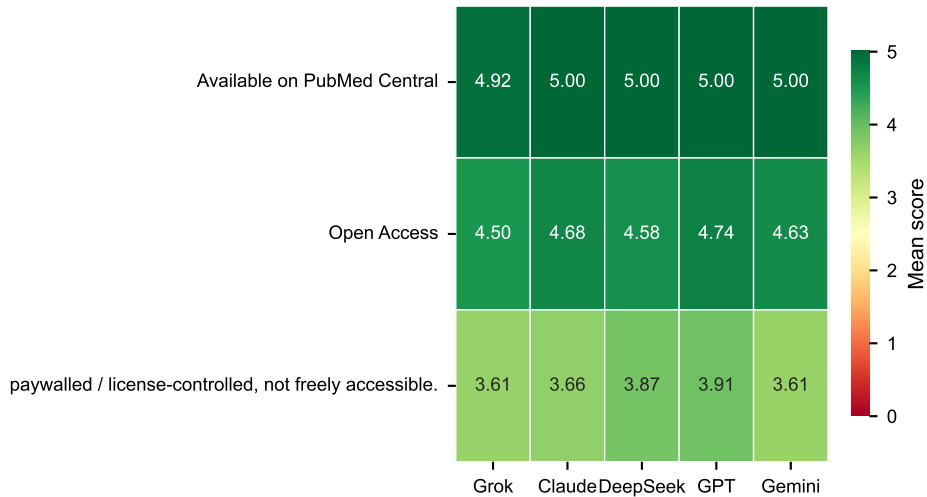 Available on PubMed Central
4.92 5.00 5.00 5.00 5.00
Open Access
4.50 4.68 4.58 4.74 4.63
paywalled / license-controlled, not freely accessible.
3.61 3.66 3.87 3.91 3.61
Grok Claude DeepSeek GPT Gemini
5
4
3
2
1
0
Mean score